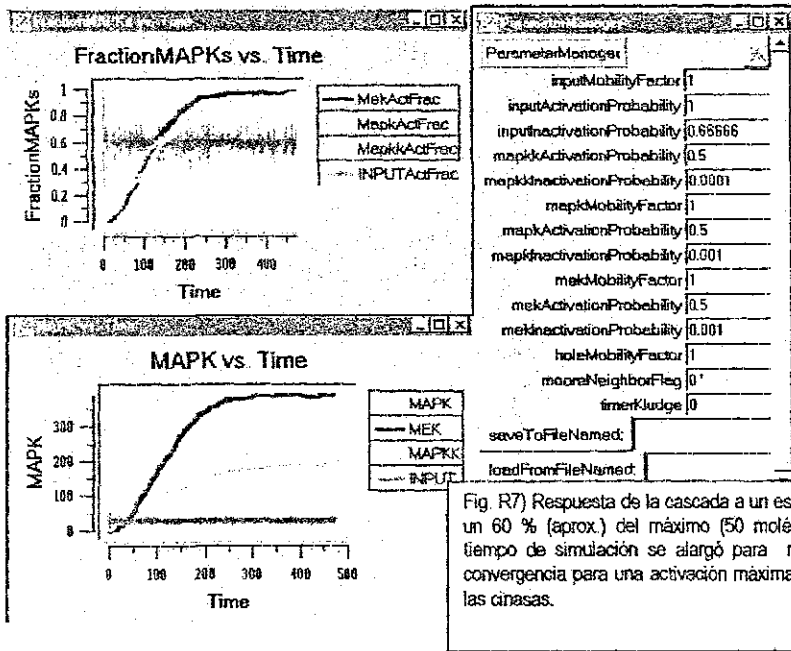 FractionMAPKs vs. Time
FractionMAPKs
1
0.8
0.6
0.4
0.2
0
0 100 200 300 400
Time
MekActFrac
MapkActFrac
MapkkActFrac
INPUTActFrac
MAPK vs. Time
MAPK
300
200
100
0
0 100 200 300 400 500
Time
MAPK
MEK
MAPKK
INPUT
ParameterManager
inputMobilityFactor 1
inputActivationProbability 1
inputInactivationProbability 0.66666
mapkkActivationProbability 0.5
mapkkInactivationProbability 0.0001
mapkMobilityFactor 1
mapkActivationProbability 0.5
mapkInactivationProbability 0.001
mekMobilityFactor 1
mekActivationProbability 0.5
mekInactivationProbability 0.001
holeMobilityFactor 1
mooreNeighborFlag 0
timerKludge 0
saveToFileNamed:
loadFromFileNamed:
Fig. R7) Respuesta de la cascada a un es
un 60 % (aprox.) del máximo (50 molé
tiempo de simulación se alargó para
convergencia para una activación máxima
las cinasas.